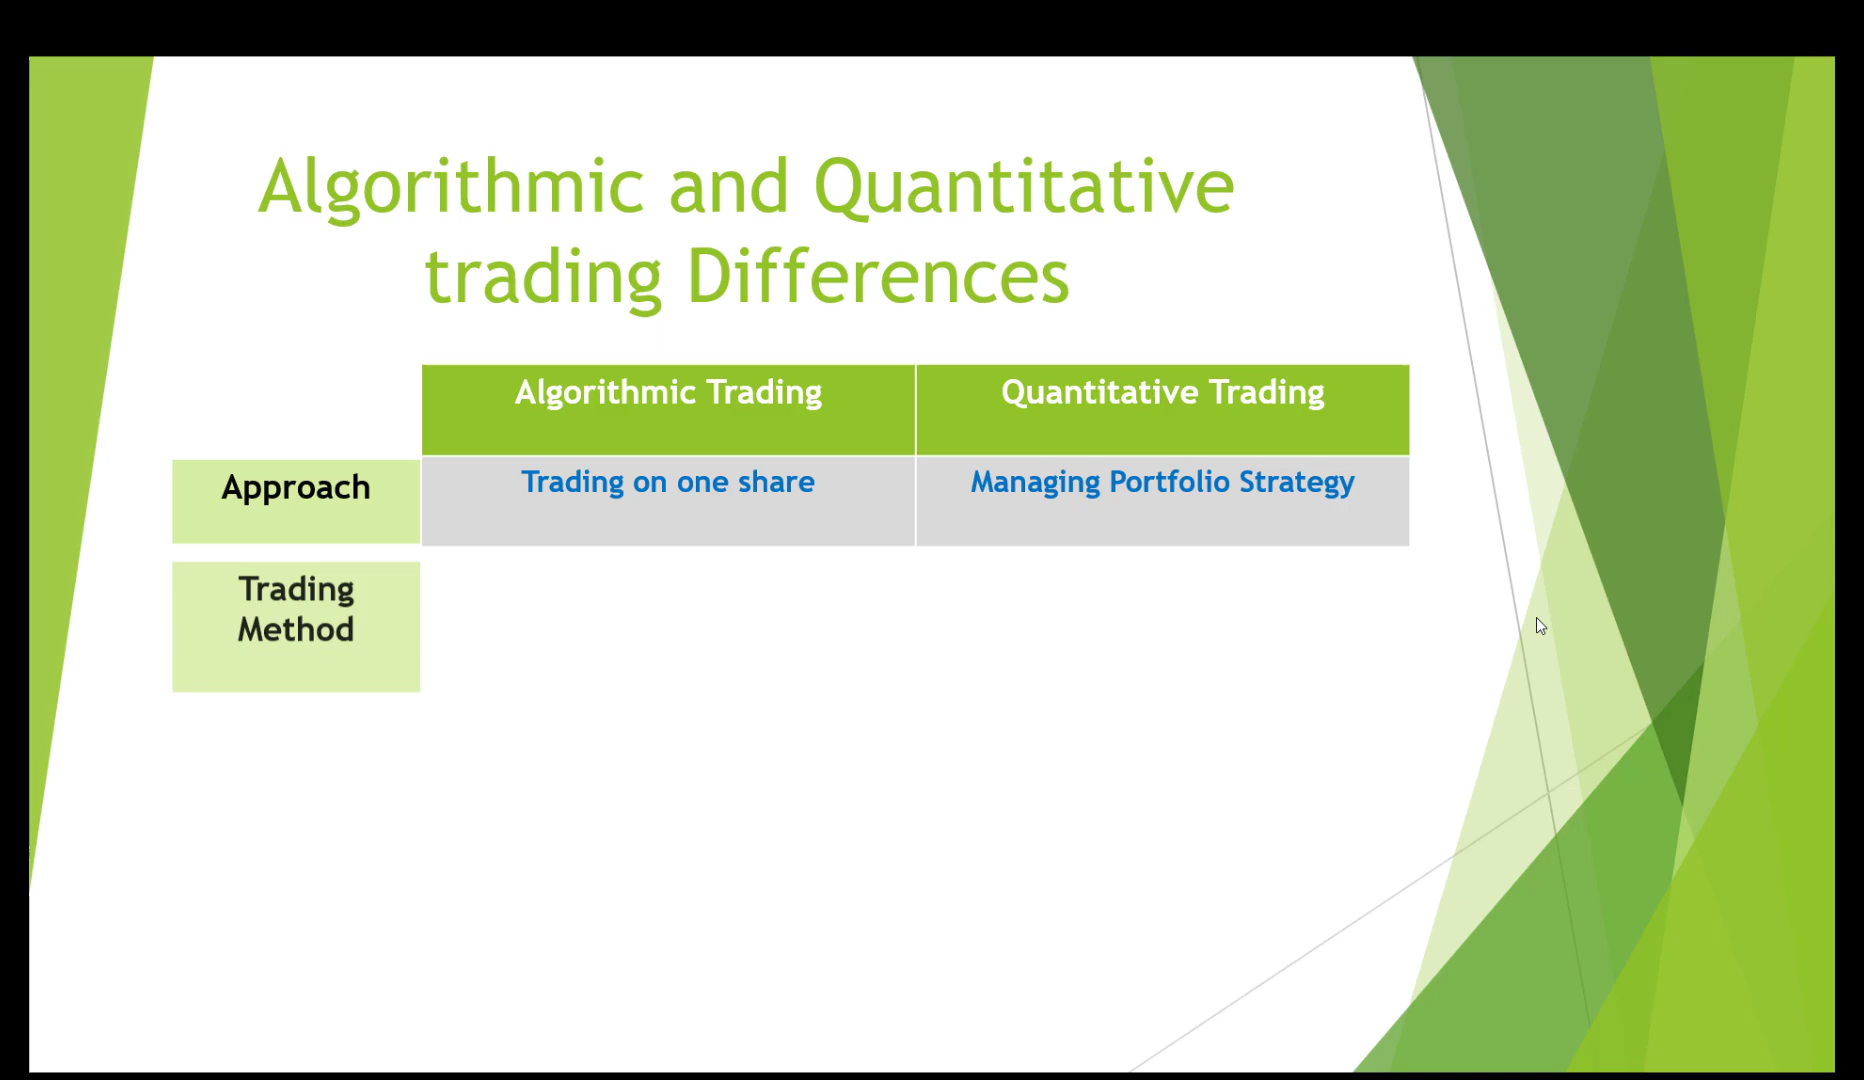 Algorithmic and Quantitative
trading Differences
Algorithmic Trading
Quantitative Trading
Approach
Trading on one share
Managing Portfolio Strategy
Trading
Method